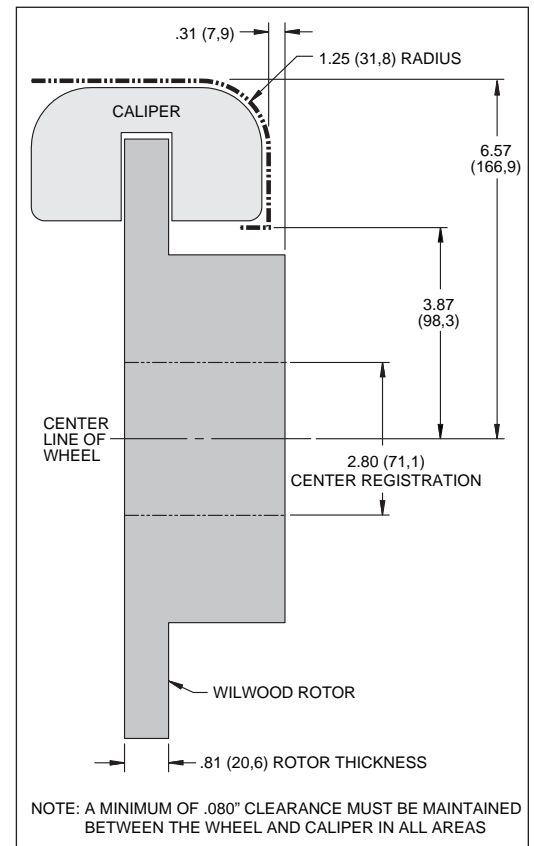 .31 (7,9)
1.25 (31,8) RADIUS
CALIPER
6.57
(166,9)
3.87
(98,3)
CENTER
LINE OF
WHEEL
2.80 (71,1)
CENTER REGISTRATION
WILWOOD ROTOR
.81 (20,6) ROTOR THICKNESS
NOTE: A MINIMUM OF .080" CLEARANCE MUST BE MAINTAINED
BETWEEN THE WHEEL AND CALIPER IN ALL AREAS